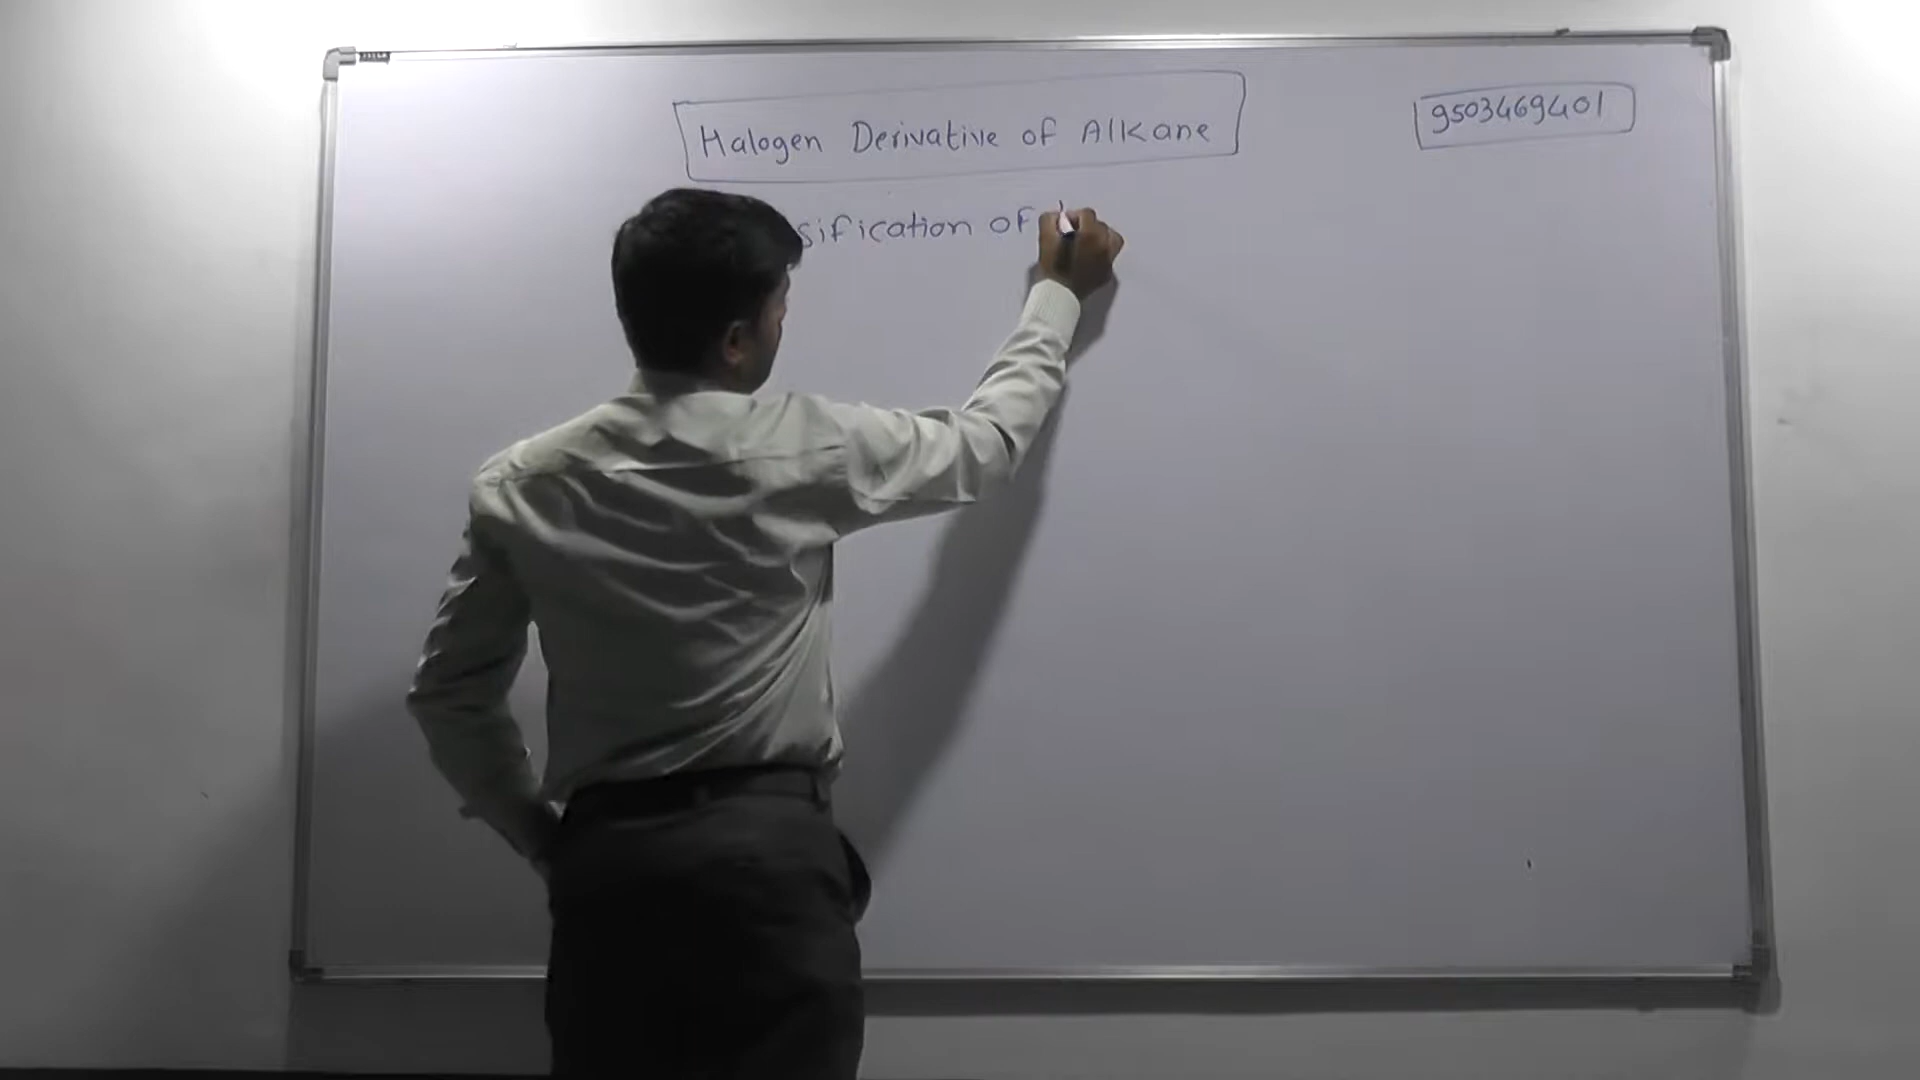 Halogen Derivative of Alkane
9503469401
sification of